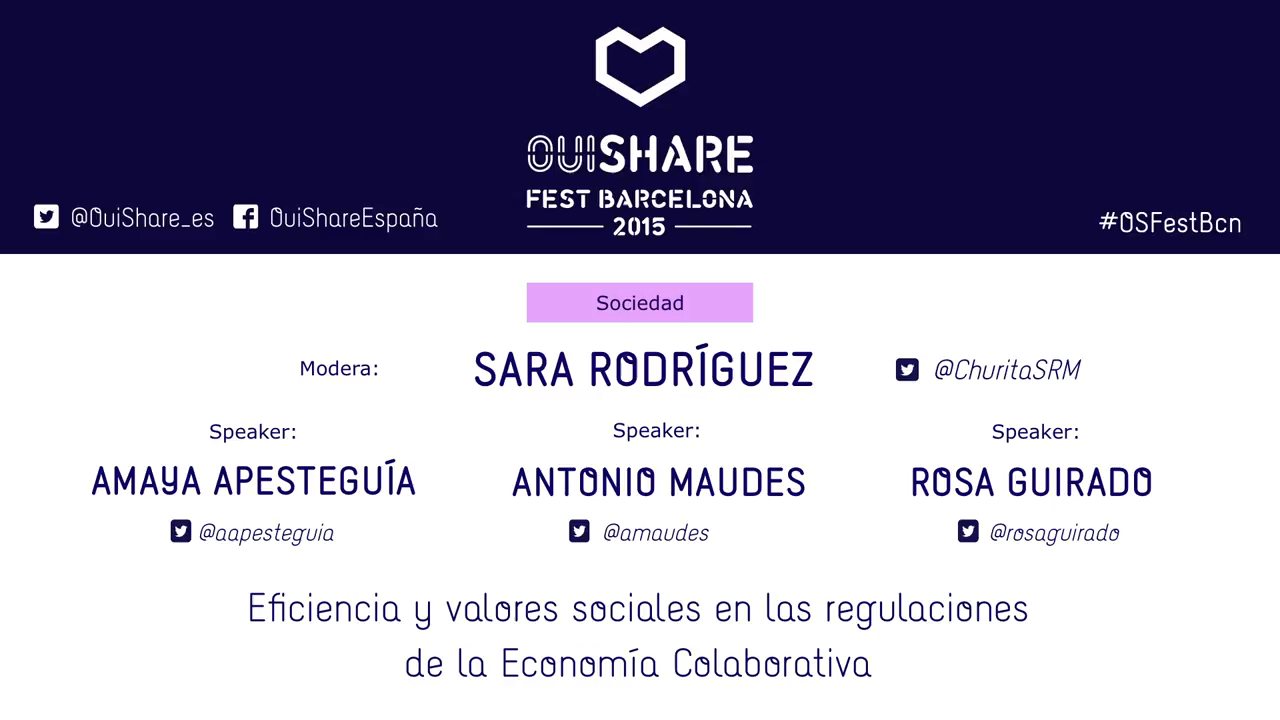 OUISHARE
FEST BARCELONA
2015
@OuiShare_es OuiShareEspaña
#OSFestBcn
Sociedad
Modera: SARA RODRÍGUEZ @ChuritaSRM
Speaker: Speaker: Speaker:
AMAYA APESTEGUÍA ANTONIO MAUDES ROSA GUIRADO
@aapesteguia @amaudes @rosaguirado
Eficiencia y valores sociales en las regulaciones
de la Economía Colaborativa